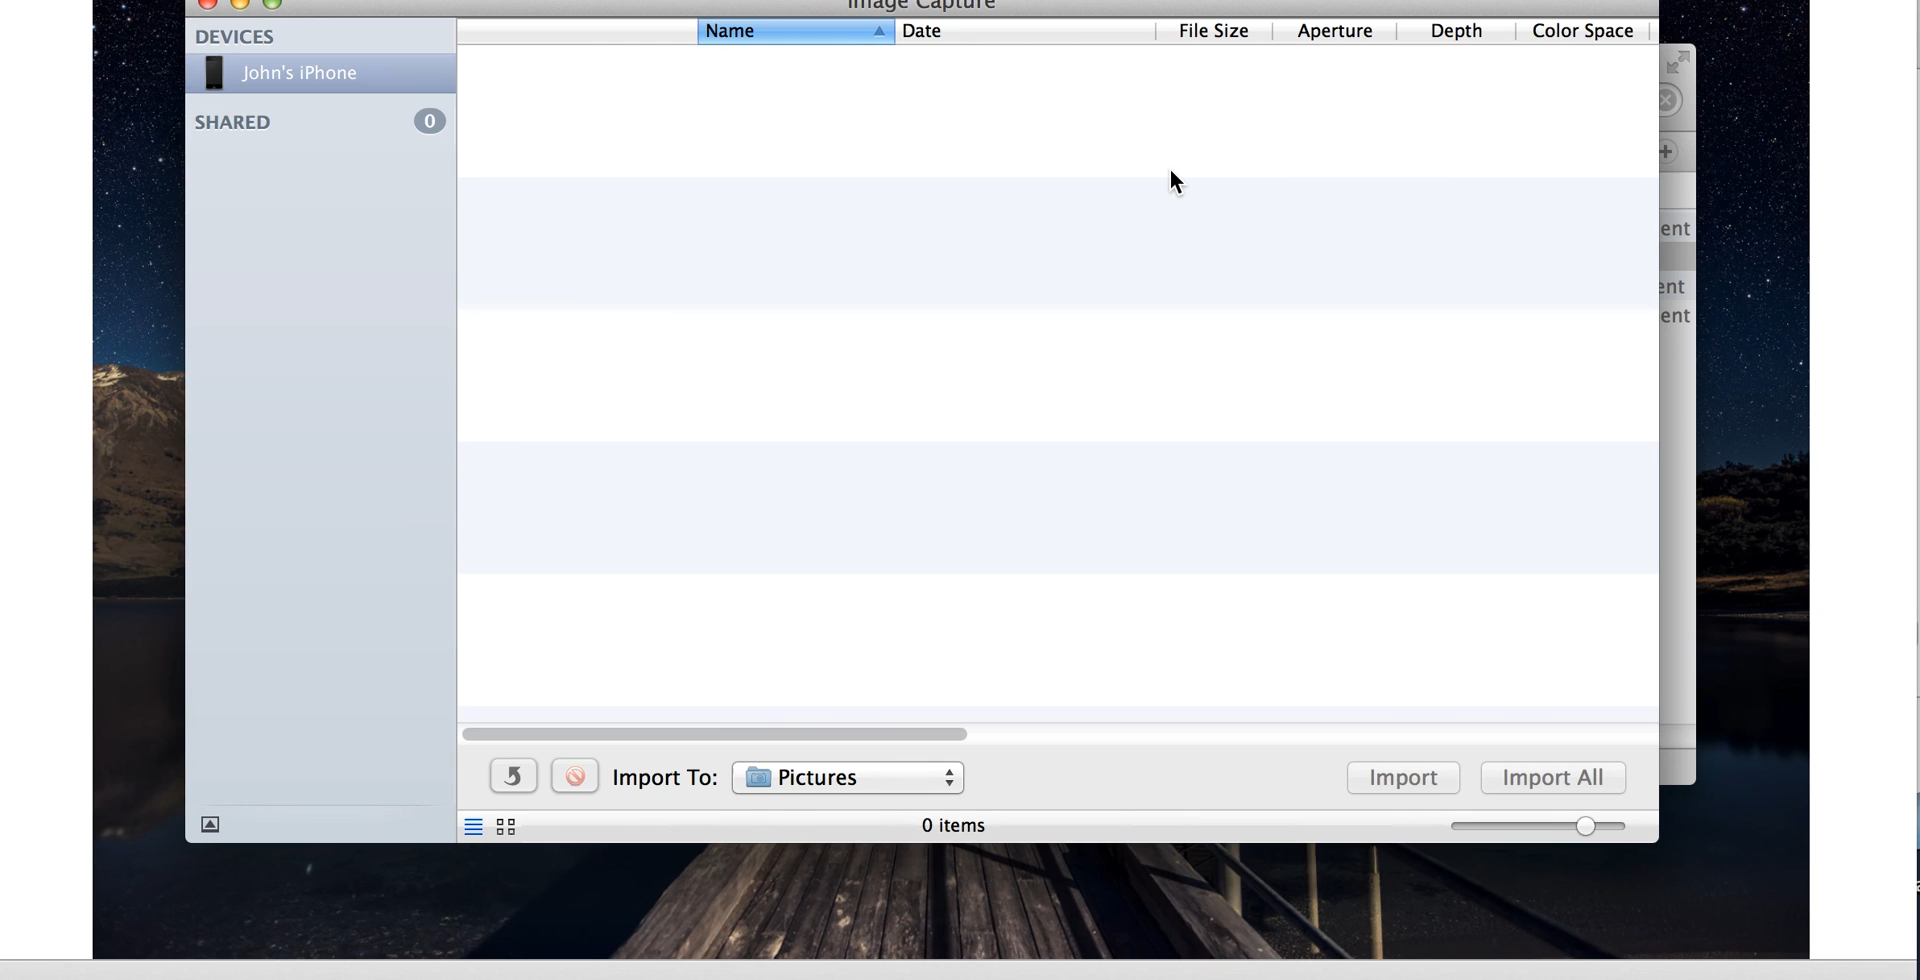 Image Capture
DEVICES
John's iPhone
SHARED
0
Name
Date
File Size
Aperture
Depth
Color Space
ent
ent
ent
Import To:
Pictures
Import
Import All
0 items